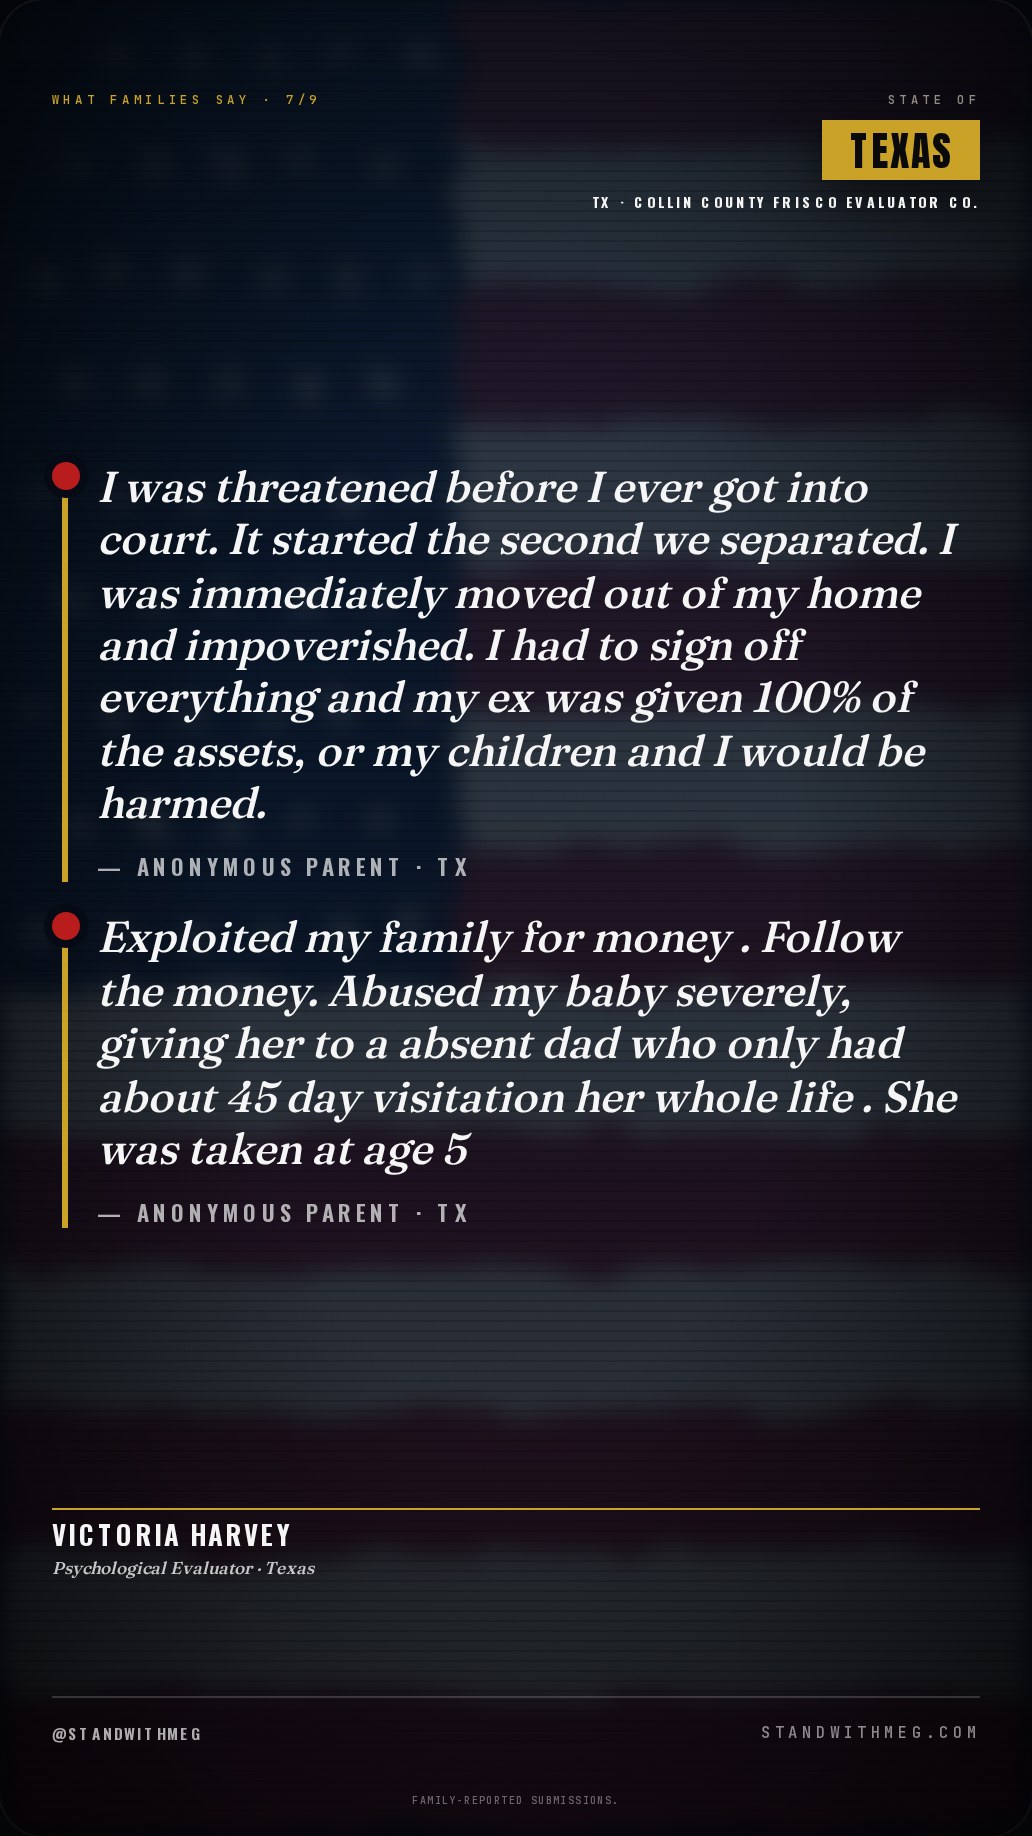 WHAT FAMILIES SAY · 7/9
STATE OF
TEXAS
TX · COLLIN COUNTY FRISCO EVALUATOR CO.
I was threatened before I ever got into
court. It started the second we separated. I
was immediately moved out of my home
and impoverished. I had to sign off
everything and my ex was given 100% of
the assets, or my children and I would be
harmed.
— ANONYMOUS PARENT · TX
Exploited my family for money . Follow
the money. Abused my baby severely,
giving her to a absent dad who only had
about 45 day visitation her whole life . She
was taken at age 5
— ANONYMOUS PARENT · TX
VICTORIA HARVEY
Psychological Evaluator · Texas
@STANDWITHMEG
STANDWITHMEG.COM
FAMILY-REPORTED SUBMISSIONS.